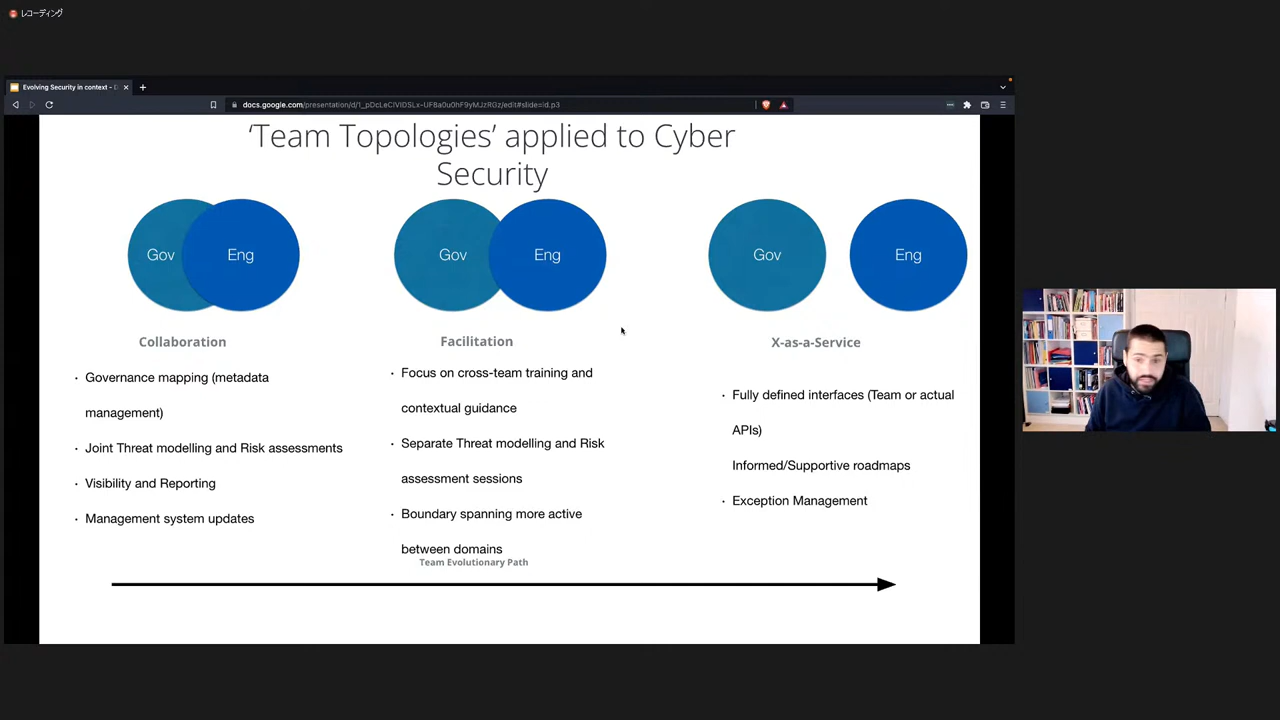 レコーディング
Evolving Security in context - D
docs.google.com/presentation/d/1_pDcLeCIVIDSLx-UF8a0u0hF9yMJzRGz/edit#slide=id.p3
'Team Topologies' applied to Cyber
Security
Gov
Eng
Gov
Eng
Gov
Eng
Collaboration
· Governance mapping (metadata
management)
· Joint Threat modelling and Risk assessments
· Visibility and Reporting
· Management system updates
Facilitation
· Focus on cross-team training and
contextual guidance
· Separate Threat modelling and Risk
assessment sessions
· Boundary spanning more active
between domains
X-as-a-Service
· Fully defined interfaces (Team or actual
APIs)
Informed/Supportive roadmaps
· Exception Management
Team Evolutionary Path